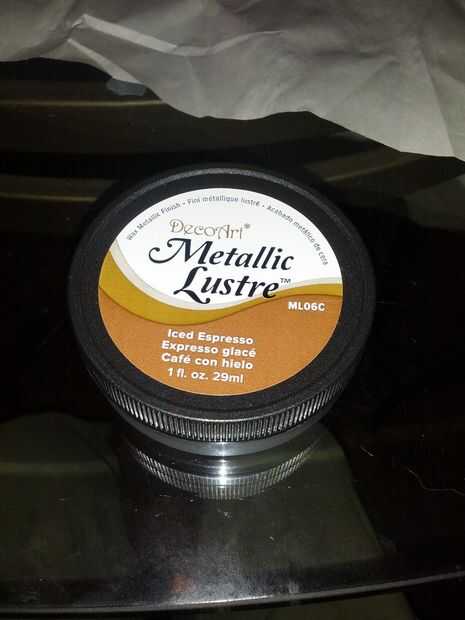 Wax Metallic Finish • Fini métallique lustré • Acabado metálico de cera
DecoArt®
Metallic
Lustre™
ML06C
Iced Espresso
Expresso glacé
Café con hielo
1 fl. oz. 29ml